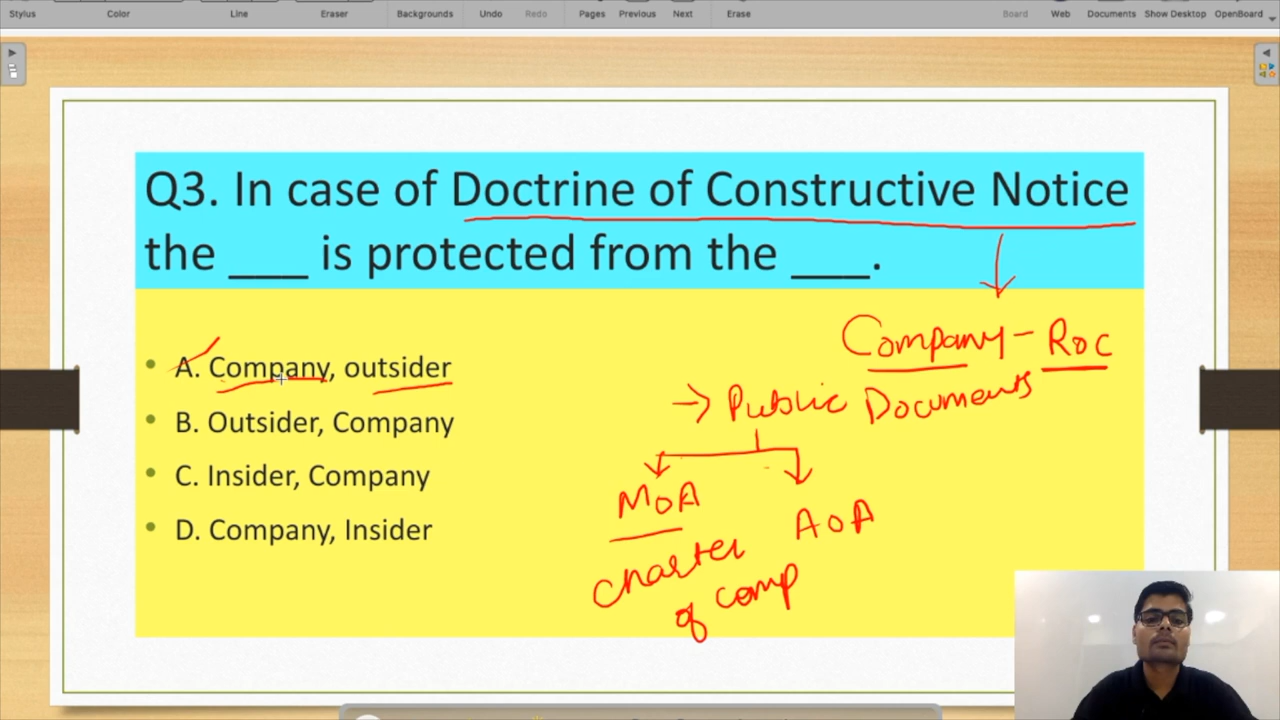 Stylus Color Line Eraser Backgrounds Undo Redo Pages Previous Next Erase Board Web Documents Show Desktop OpenBoard
Q3. In case of Doctrine of Constructive Notice
the ___ is protected from the ___.
• A. Company, outsider
• B. Outsider, Company
• C. Insider, Company
• D. Company, Insider
Company - RoC
→ Public Documents
MOA
AOA
charter
of comp